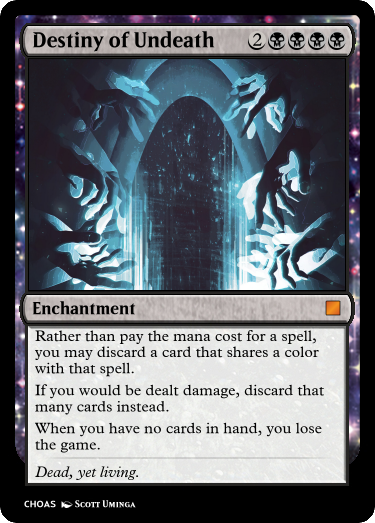 Destiny of Undeath 2
Enchantment
Rather than pay the mana cost for a spell,
you may discard a card that shares a color
with that spell.
If you would be dealt damage, discard that
many cards instead.
When you have no cards in hand, you lose
the game.
Dead, yet living.
CHOAS Scott Uminga